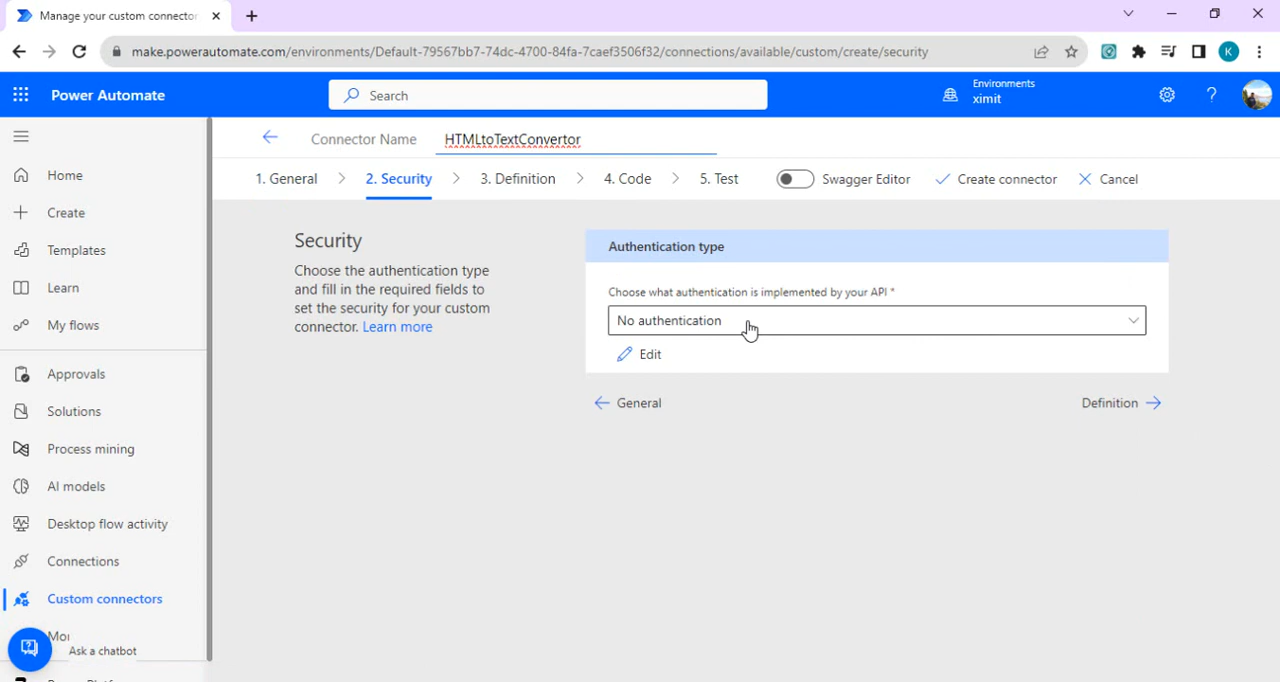 Manage your custom connector
make.powerautomate.com/environments/Default-79567bb7-74dc-4700-84fa-7caef3506f32/connections/available/custom/create/security
K
Power Automate
Search
Environments
ximit
Connector Name
HTMLtoTextConvertor
1. General
2. Security
3. Definition
4. Code
5. Test
Swagger Editor
Create connector
Cancel
Home
Create
Templates
Learn
My flows
Approvals
Solutions
Process mining
AI models
Desktop flow activity
Connections
Custom connectors
Ask a chatbot
Security
Choose the authentication type
and fill in the required fields to
set the security for your custom
connector. Learn more
Authentication type
Choose what authentication is implemented by your API *
No authentication
Edit
General
Definition